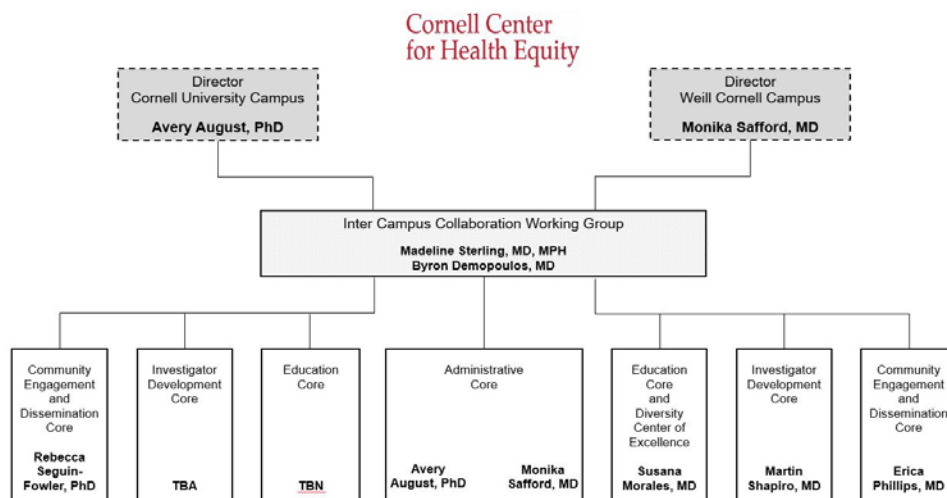 Cornell Center
for Health Equity
Director
Cornell University Campus
Avery August, PhD
Director
Weill Cornell Campus
Monika Safford, MD
Inter Campus Collaboration Working Group
Madeline Sterling, MD, MPH
Byron Demopoulos, MD
Community
Engagement
and
Dissemination
Core
Rebecca
Seguin-
Fowler, PhD
Investigator
Development
Core
TBA
Education
Core
TBN
Administrative
Core
Avery
August, PhD
Monika
Safford, MD
Education
Core
and
Diversity
Center of
Excellence
Susana
Morales, MD
Investigator
Development
Core
Martin
Shapiro, MD
Community
Engagement
and
Dissemination
Core
Erica
Phillips, MD